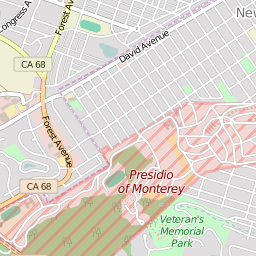 Congress A
Forest Av
New
David Avenue
CA 68
Forest Avenue
CA 68
Presidio
of Monterey
Veteran's
Memorial
Park